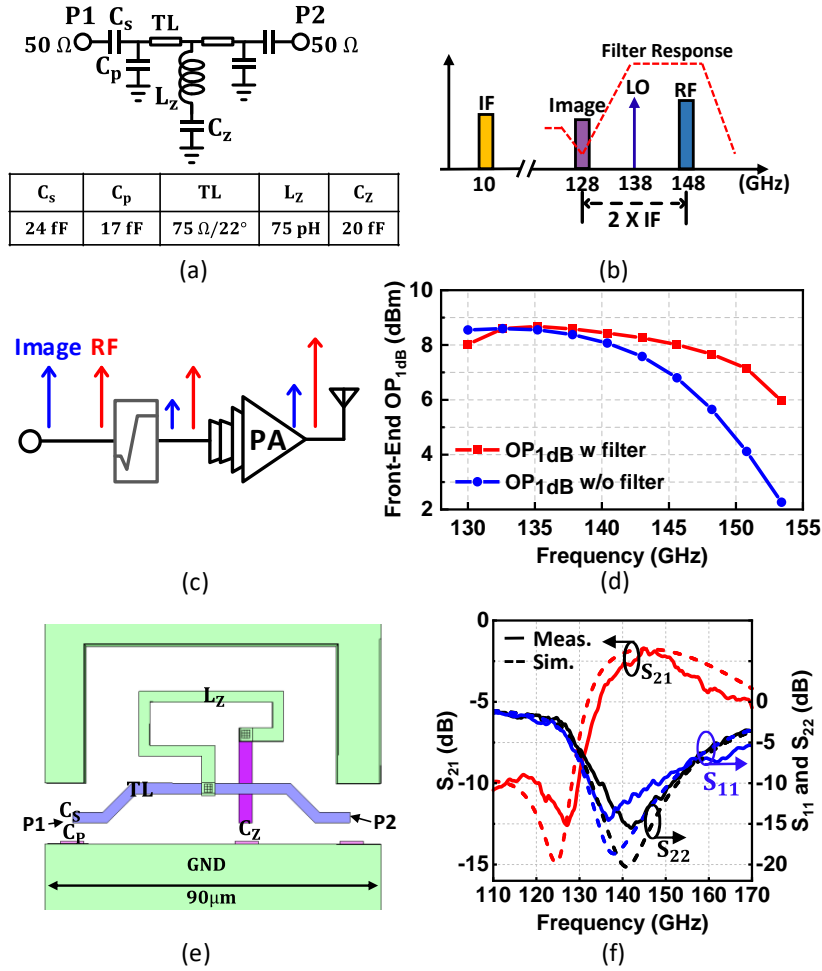 P1 Cs TL P2
50 Ω 50 Ω
Cp
Lz
Cz
Cs Cp TL LZ CZ
24 fF 17 fF 75 Ω/22° 75 pH 20 fF
(a)
Filter Response
IF Image LO RF
10 128 138 148 (GHz)
2 X IF
(b)
Image RF
PA
(c)
Front-End OP1dB (dBm)
10
8
6
4
2
OP1dB w filter
OP1dB w/o filter
130 135 140 145 150 155
Frequency (GHz)
(d)
LZ
TL
CS
P1 P2
CP CZ
GND
90μm
(e)
S21 (dB)
0
-5
-10
-15
Meas.
Sim.
S21
S11
S22
0
-5
-10
-15
-20
S11 and S22 (dB)
110 120 130 140 150 160 170
Frequency (GHz)
(f)